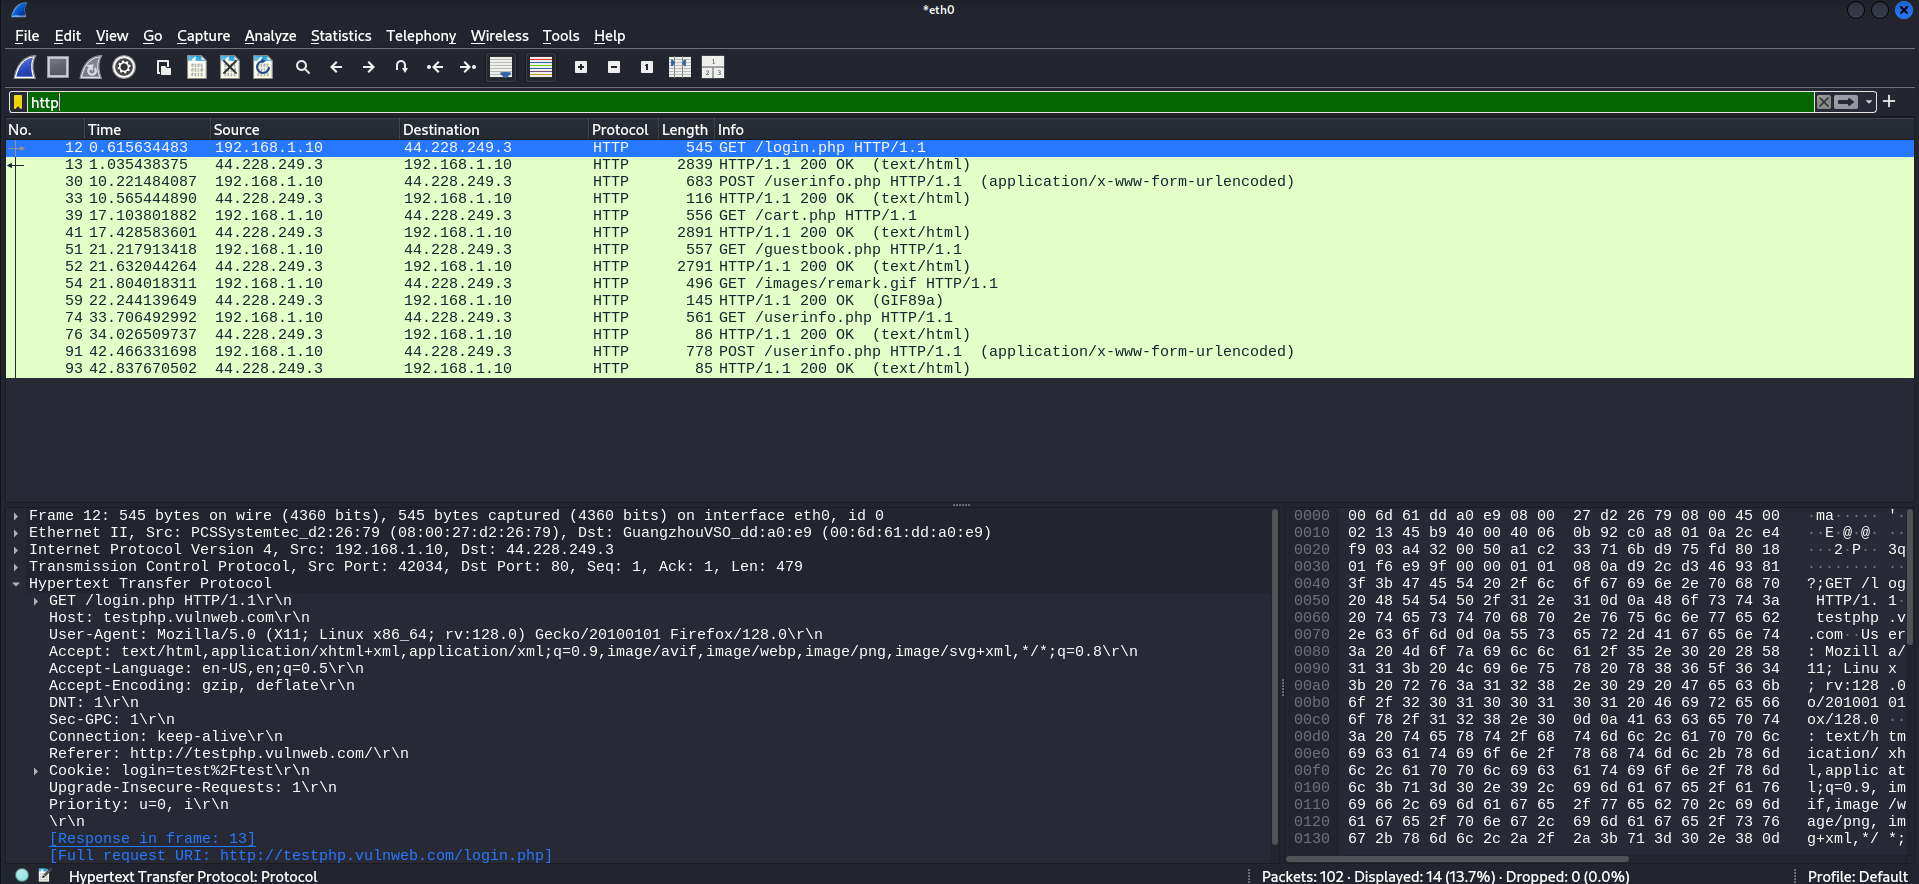 *eth0
File Edit View Go Capture Analyze Statistics Telephony Wireless Tools Help
http
No. Time Source Destination Protocol Length Info
12 0.615634483 192.168.1.10 44.228.249.3 HTTP 545 GET /login.php HTTP/1.1
13 1.035438375 44.228.249.3 192.168.1.10 HTTP 2839 HTTP/1.1 200 OK (text/html)
30 10.221484087 192.168.1.10 44.228.249.3 HTTP 683 POST /userinfo.php HTTP/1.1 (application/x-www-form-urlencoded)
33 10.565444890 44.228.249.3 192.168.1.10 HTTP 116 HTTP/1.1 200 OK (text/html)
39 17.103801882 192.168.1.10 44.228.249.3 HTTP 556 GET /cart.php HTTP/1.1
41 17.428583601 44.228.249.3 192.168.1.10 HTTP 2891 HTTP/1.1 200 OK (text/html)
51 21.217913418 192.168.1.10 44.228.249.3 HTTP 557 GET /guestbook.php HTTP/1.1
52 21.632044264 44.228.249.3 192.168.1.10 HTTP 2791 HTTP/1.1 200 OK (text/html)
54 21.804018311 192.168.1.10 44.228.249.3 HTTP 496 GET /images/remark.gif HTTP/1.1
59 22.244139649 44.228.249.3 192.168.1.10 HTTP 145 HTTP/1.1 200 OK (GIF89a)
74 33.706492992 192.168.1.10 44.228.249.3 HTTP 561 GET /userinfo.php HTTP/1.1
76 34.026509737 44.228.249.3 192.168.1.10 HTTP 86 HTTP/1.1 200 OK (text/html)
91 42.466331698 192.168.1.10 44.228.249.3 HTTP 778 POST /userinfo.php HTTP/1.1 (application/x-www-form-urlencoded)
93 42.837670502 44.228.249.3 192.168.1.10 HTTP 85 HTTP/1.1 200 OK (text/html)
Frame 12: 545 bytes on wire (4360 bits), 545 bytes captured (4360 bits) on interface eth0, id 0
Ethernet II, Src: PCSSystemtec_d2:26:79 (08:00:27:d2:26:79), Dst: GuangzhouVSO_dd:a0:e9 (00:6d:61:dd:a0:e9)
Internet Protocol Version 4, Src: 192.168.1.10, Dst: 44.228.249.3
Transmission Control Protocol, Src Port: 42034, Dst Port: 80, Seq: 1, Ack: 1, Len: 479
Hypertext Transfer Protocol
GET /login.php HTTP/1.1\r\n
Host: testphp.vulnweb.com\r\n
User-Agent: Mozilla/5.0 (X11; Linux x86_64; rv:128.0) Gecko/20100101 Firefox/128.0\r\n
Accept: text/html,application/xhtml+xml,application/xml;q=0.9,image/avif,image/webp,image/png,image/svg+xml,*/*;q=0.8\r\n
Accept-Language: en-US,en;q=0.5\r\n
Accept-Encoding: gzip, deflate\r\n
DNT: 1\r\n
Sec-GPC: 1\r\n
Connection: keep-alive\r\n
Referer: http://testphp.vulnweb.com/\r\n
Cookie: login=test%2Ftest\r\n
Upgrade-Insecure-Requests: 1\r\n
Priority: u=0, i\r\n
\r\n
[Response in frame: 13]
[Full request URI: http://testphp.vulnweb.com/login.php]
0000 00 6d 61 dd a0 e9 08 00 27 d2 26 79 08 00 45 00 ·ma····· '·
0010 02 13 45 b9 40 00 40 06 0b 92 c0 a8 01 0a 2c e4 ··E·@·@· ···
0020 f9 03 a4 32 00 50 a1 c2 33 71 6b d9 75 fd 80 18 ···2·P·· 3q
0030 01 f6 e9 9f 00 00 01 01 08 0a d9 2c d3 46 93 81 ········ ···
0040 3f 3b 47 45 54 20 2f 6c 6f 67 69 6e 2e 70 68 70 ?;GET /l og
0050 20 48 54 54 50 2f 31 2e 31 0d 0a 48 6f 73 74 3a HTTP/1. 1·
0060 20 74 65 73 74 70 68 70 2e 76 75 6c 6e 77 65 62 testphp .v
0070 2e 63 6f 6d 0d 0a 55 73 65 72 2d 41 67 65 6e 74 .com··Us er
0080 3a 20 4d 6f 7a 69 6c 6c 61 2f 35 2e 30 20 28 58 : Mozill a/
0090 31 31 3b 20 4c 69 6e 75 78 20 78 38 36 5f 36 34 11; Linu x
00a0 3b 20 72 76 3a 31 32 38 2e 30 29 20 47 65 63 6b ; rv:128 .0
00b0 6f 2f 32 30 31 30 30 31 30 31 20 46 69 72 65 66 o/201001 01
00c0 6f 78 2f 31 32 38 2e 30 0d 0a 41 63 63 65 70 74 ox/128.0 ··
00d0 3a 20 74 65 78 74 2f 68 74 6d 6c 2c 61 70 70 6c : text/h tm
00e0 69 63 61 74 69 6f 6e 2f 78 68 74 6d 6c 2b 78 6d ication/ xh
00f0 6c 2c 61 70 70 6c 69 63 61 74 69 6f 6e 2f 78 6d l,applic at
0100 6c 3b 71 3d 30 2e 39 2c 69 6d 61 67 65 2f 61 76 l;q=0.9, im
0110 69 66 2c 69 6d 61 67 65 2f 77 65 62 70 2c 69 6d if,image /w
0120 61 67 65 2f 70 6e 67 2c 69 6d 61 67 65 2f 73 76 age/png, im
0130 67 2b 78 6d 6c 2c 2a 2f 2a 3b 71 3d 30 2e 38 0d g+xml,*/ *;
Hypertext Transfer Protocol: Protocol Packets: 102 · Displayed: 14 (13.7%) · Dropped: 0 (0.0%) Profile: Default